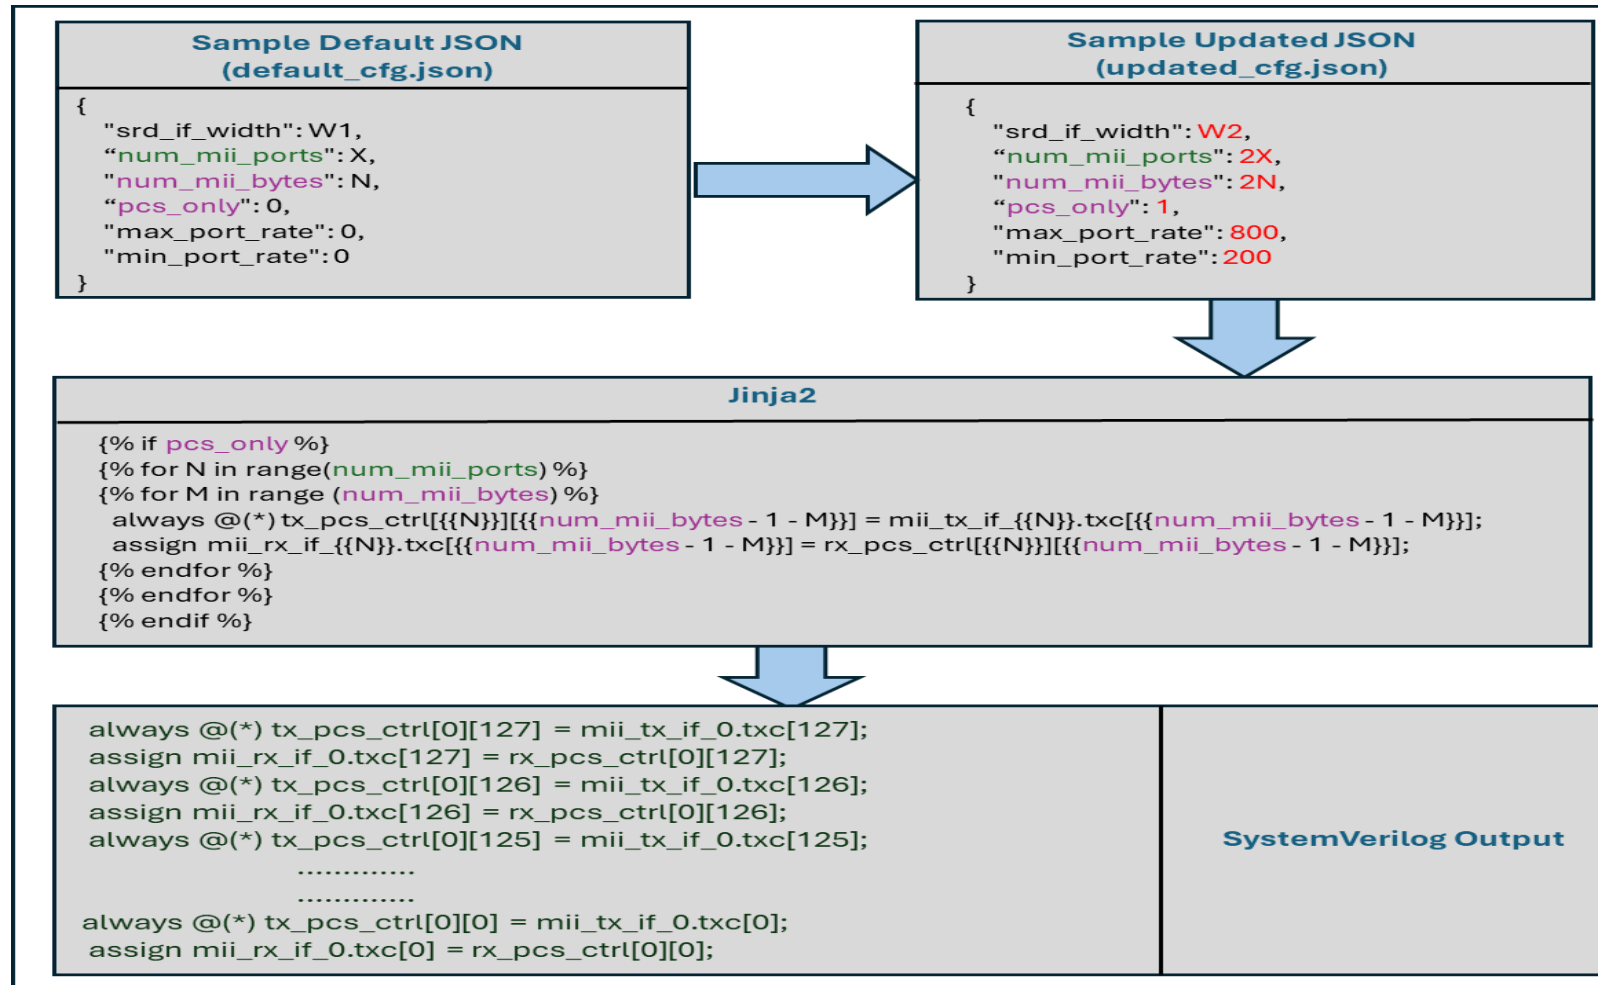 Sample Default JSON
(default_cfg.json)
{
"srd_if_width": W1,
“num_mii_ports": X,
"num_mii_bytes": N,
“pcs_only": 0,
"max_port_rate": 0,
"min_port_rate": 0
}
Sample Updated JSON
(updated_cfg.json)
{
"srd_if_width": W2,
“num_mii_ports": 2X,
"num_mii_bytes": 2N,
“pcs_only": 1,
"max_port_rate": 800,
"min_port_rate": 200
}
Jinja2
{% if pcs_only %}
{% for N in range(num_mii_ports) %}
{% for M in range (num_mii_bytes) %}
always @(*) tx_pcs_ctrl[{{N}}][{{num_mii_bytes - 1 - M}}] = mii_tx_if_{{N}}.txc[{{num_mii_bytes - 1 - M}}];
assign mii_rx_if_{{N}}.txc[{{num_mii_bytes - 1 - M}}] = rx_pcs_ctrl[{{N}}][{{num_mii_bytes - 1 - M}}];
{% endfor %}
{% endfor %}
{% endif %}
always @(*) tx_pcs_ctrl[0][127] = mii_tx_if_0.txc[127];
assign mii_rx_if_0.txc[127] = rx_pcs_ctrl[0][127];
always @(*) tx_pcs_ctrl[0][126] = mii_tx_if_0.txc[126];
assign mii_rx_if_0.txc[126] = rx_pcs_ctrl[0][126];
always @(*) tx_pcs_ctrl[0][125] = mii_tx_if_0.txc[125];
.............
.............
always @(*) tx_pcs_ctrl[0][0] = mii_tx_if_0.txc[0];
assign mii_rx_if_0.txc[0] = rx_pcs_ctrl[0][0];
SystemVerilog Output